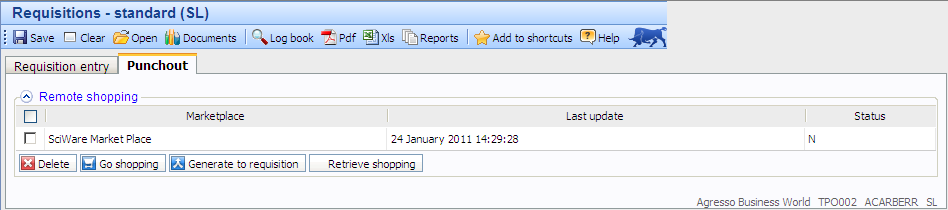 Requisitions - standard (SL)
Save Clear Open Documents Log book Pdf Xls Reports Add to shortcuts Help
Requisition entry Punchout
Remote shopping
Marketplace Last update Status
SciWare Market Place 24 January 2011 14:29:28 N
Delete Go shopping Generate to requisition Retrieve shopping
Agresso Business World TPO002 ACARBERR SL